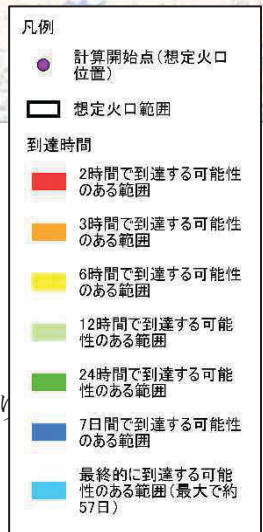 凡例
計算開始点(想定火口
位置)
想定火口範囲
到達時間
2時間で到達する可能性
のある範囲
3時間で到達する可能性
のある範囲
6時間で到達する可能性
のある範囲
12時間で到達する可能
性のある範囲
24時間で到達する可能
性のある範囲
7日間で到達する可能性
のある範囲
最終的に到達する可能
性のある範囲(最大で約
57日)